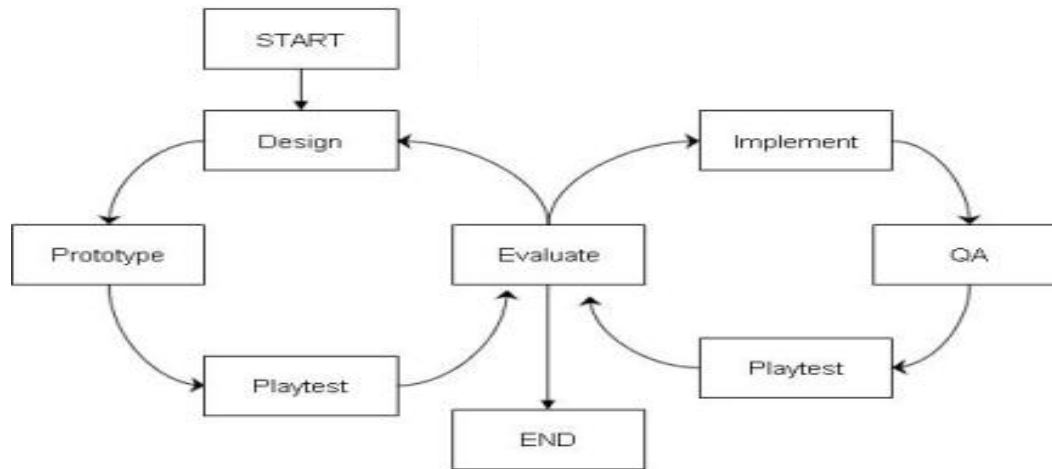 START
Design
Implement
Prototype
Evaluate
QA
Playtest
Playtest
END